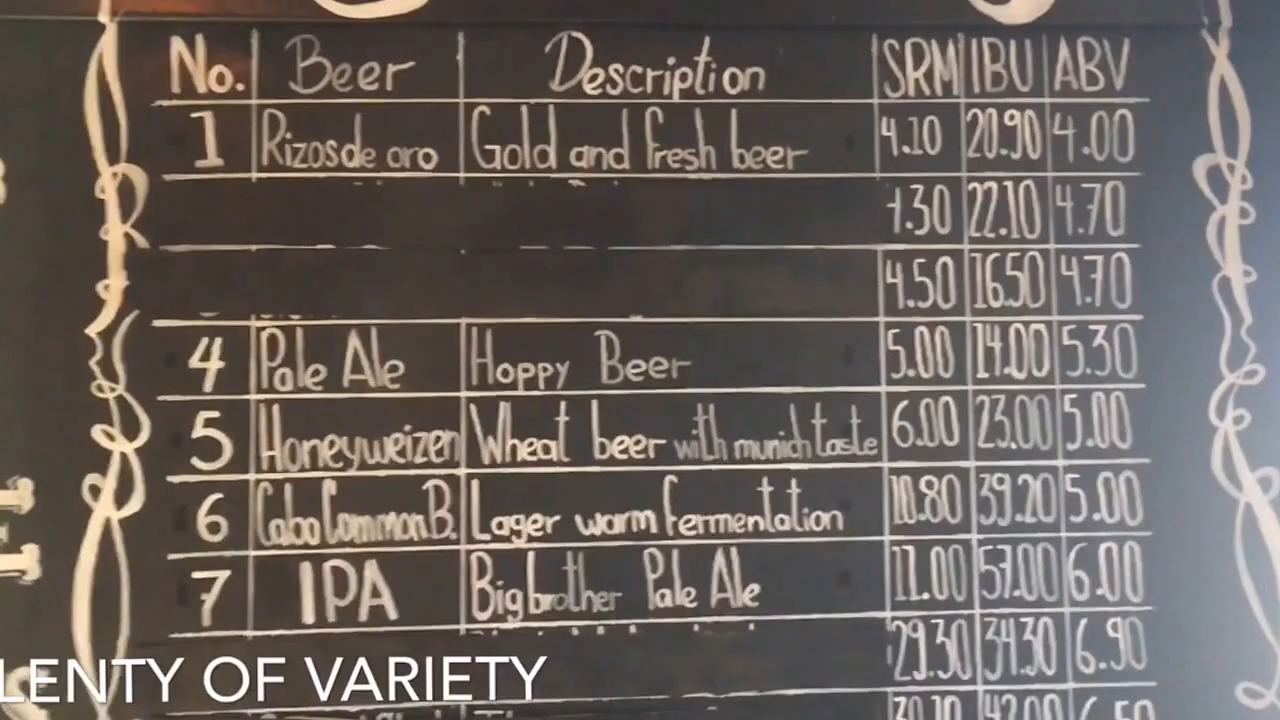 No. Beer Description SRM IBU ABV
1 Rizos de oro Gold and fresh beer 4.10 20.90 4.00
4.30 22.10 4.70
4.50 16.50 4.70
4 Pale Ale Hoppy Beer 5.00 14.00 5.30
5 Honeyweizen Wheat beer with munich taste 6.00 23.00 5.00
6 Cabo Common B. Lager warm fermentation 10.80 39.20 5.00
7 IPA Big brother Pale Ale 11.00 57.00 6.00
29.30 34.30 6.90
LENTY OF VARIETY